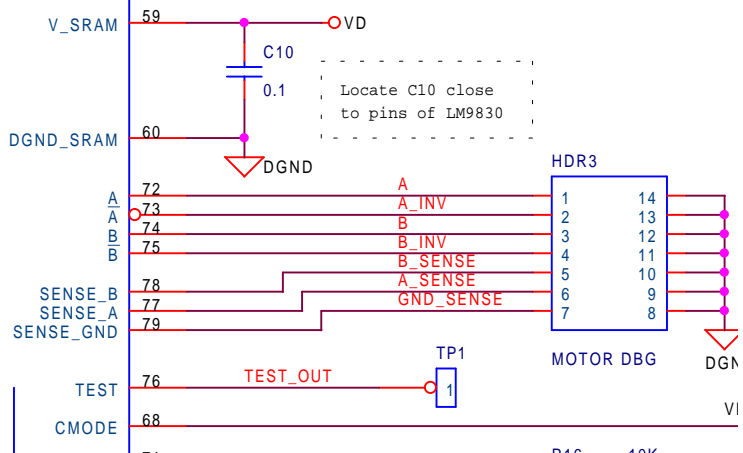 V_SRAM 59 VD
C10
0.1
Locate C10 close
to pins of LM9830
DGND_SRAM 60
DGND
HDR3
A 72 A 1 14
A 73 A_INV 2 13
B 74 B 3 12
B 75 B_INV 4 11
B_SENSE 5 10
SENSE_B 78 A_SENSE 6 9
SENSE_A 77 GND_SENSE 7 8
SENSE_GND 79
TP1 MOTOR DBG DGN
TEST 76 TEST_OUT 1
CMODE 68